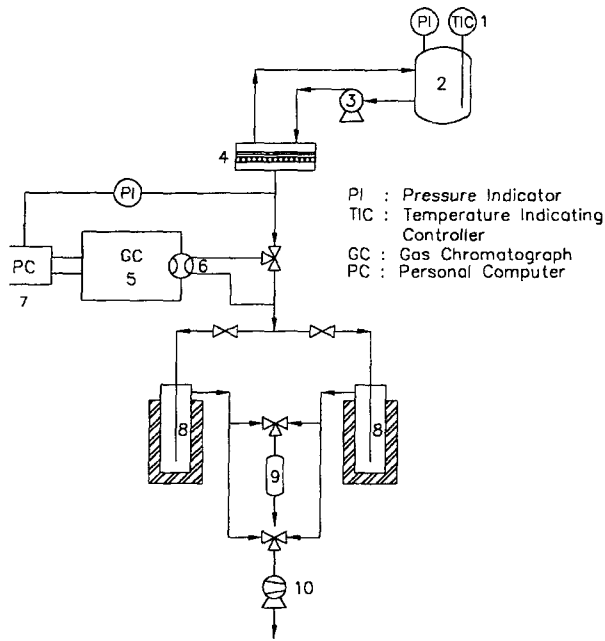 PI TIC 1
2
3
4
PI
PI : Pressure Indicator
TIC : Temperature Indicating
Controller
GC : Gas Chromatograph
PC : Personal Computer
GC
PC
5
6
7
8 8
9
10